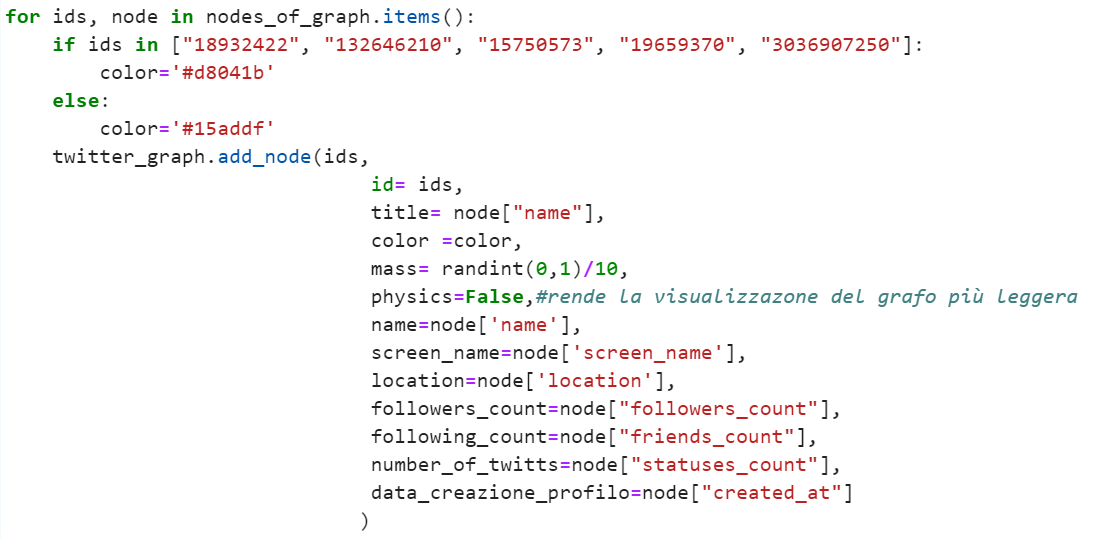 for ids, node in nodes_of_graph.items():
    if ids in ["18932422", "132646210", "15750573", "19659370", "3036907250"]:
        color='#d8041b'
    else:
        color='#15addf'
    twitter_graph.add_node(ids,
                               id= ids,
                               title= node["name"],
                               color =color,
                               mass= randint(0,1)/10,
                               physics=False,#rende la visualizzazone del grafo più leggera
                               name=node['name'],
                               screen_name=node['screen_name'],
                               location=node['location'],
                               followers_count=node["followers_count"],
                               following_count=node["friends_count"],
                               number_of_twitts=node["statuses_count"],
                               data_creazione_profilo=node["created_at"]
                              )